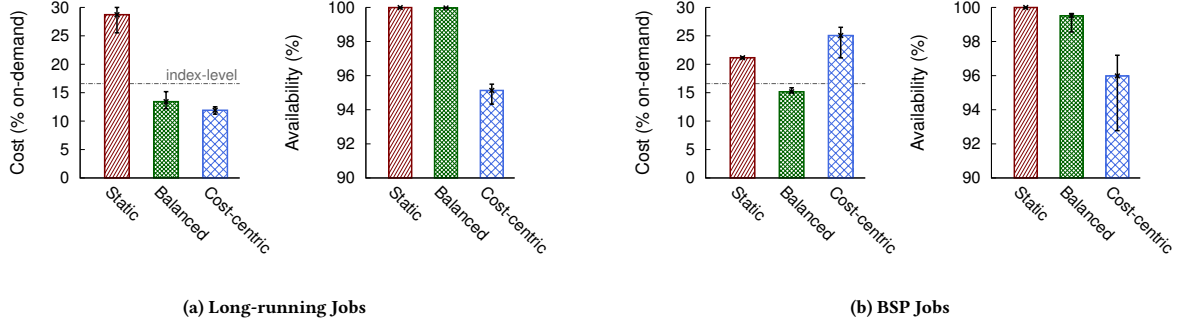 Cost (% on-demand)
30
25
20
15
10
5
0
index-level
Static
Balanced
Cost-centric
Availability (%)
100
98
96
94
92
90
Static
Balanced
Cost-centric
(a) Long-running Jobs
Cost (% on-demand)
30
25
20
15
10
5
0
Static
Balanced
Cost-centric
Availability (%)
100
98
96
94
92
90
Static
Balanced
Cost-centric
(b) BSP Jobs